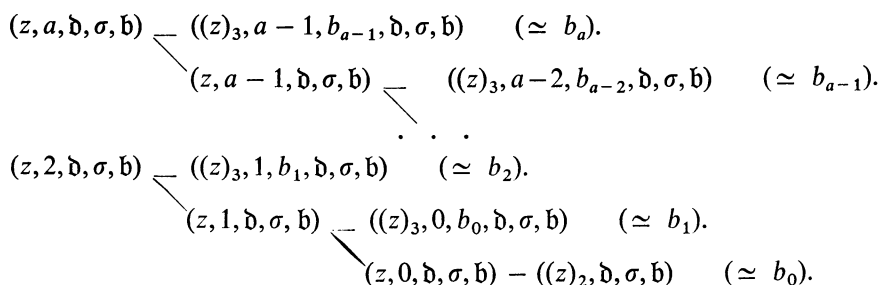 (z, a, 𝔡, σ, 𝔟) — ((z)₃, a − 1, b_{a−1}, 𝔡, σ, 𝔟) (≃ b_a).
(z, a − 1, 𝔡, σ, 𝔟) — ((z)₃, a − 2, b_{a−2}, 𝔡, σ, 𝔟) (≃ b_{a−1}).
. . .
(z, 2, 𝔡, σ, 𝔟) — ((z)₃, 1, b₁, 𝔡, σ, 𝔟) (≃ b₂).
(z, 1, 𝔡, σ, 𝔟) — ((z)₃, 0, b₀, 𝔡, σ, 𝔟) (≃ b₁).
(z, 0, 𝔡, σ, 𝔟) − ((z)₂, 𝔡, σ, 𝔟) (≃ b₀).